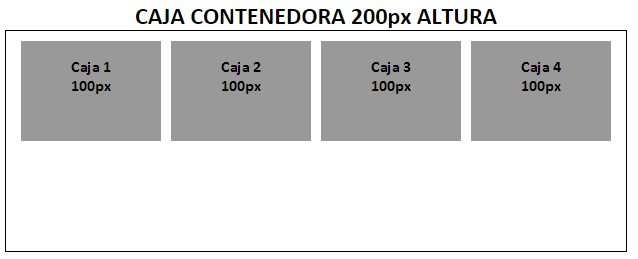 CAJA CONTENEDORA 200px ALTURA
Caja 1
100px
Caja 2
100px
Caja 3
100px
Caja 4
100px